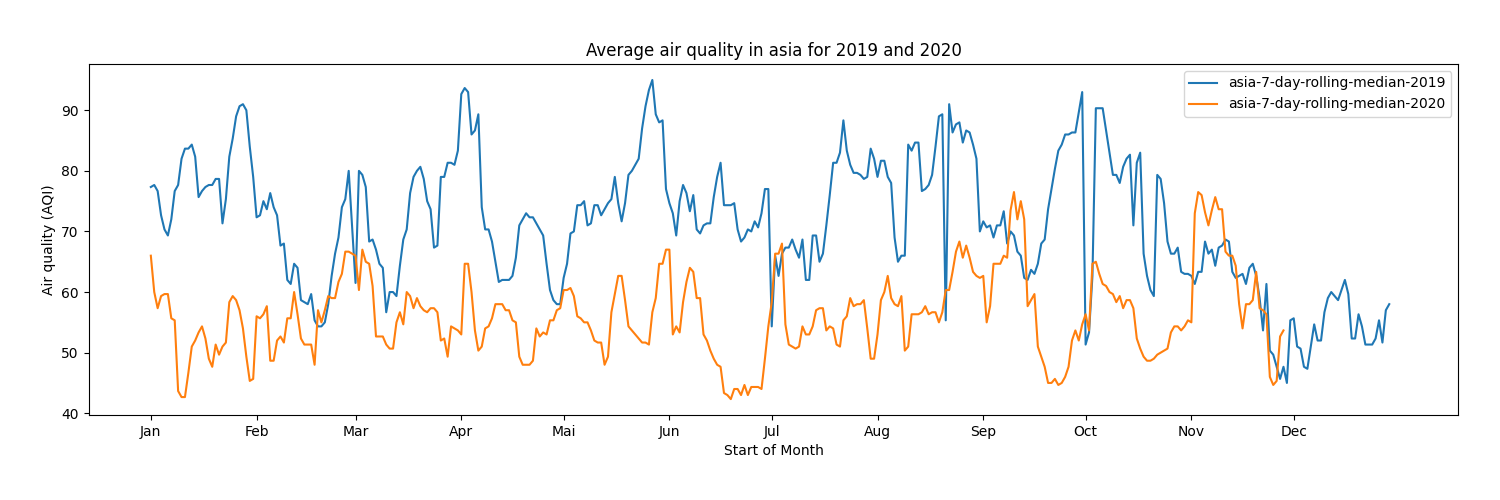 Average air quality in asia for 2019 and 2020
asia-7-day-rolling-median-2019
asia-7-day-rolling-median-2020
Air quality (AQI)
90
80
70
60
50
40
Jan Feb Mar Apr Mai Jun Jul Aug Sep Oct Nov Dec
Start of Month